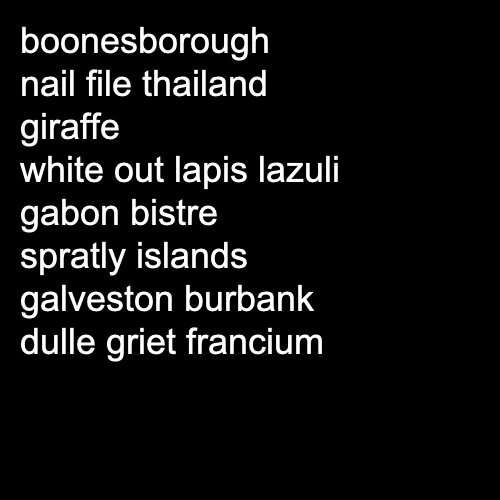 boonesborough
nail file thailand
giraffe
white out lapis lazuli
gabon bistre
spratly islands
galveston burbank
dulle griet francium